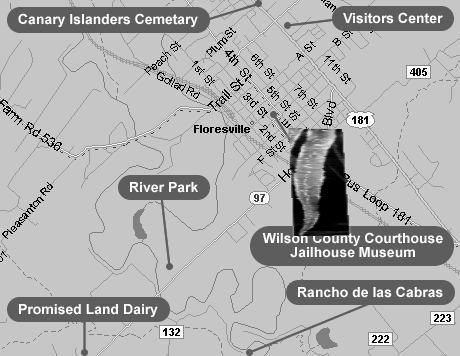 Canary Islanders Cemetery
Visitors Center
Plum St
A St
B St
Peach St
4th St
6th St
11th St
1st St
405
Goliad Rd
5th St
7th St
Trail St
3rd St
Blvd
181
Farm Rd 536
Floresville
2nd St
F St
River Park
97
Bus Loop 181
Pleasanton Rd
Wilson County Courthouse
Jailhouse Museum
Rancho de las Cabras
Promised Land Dairy
132
223
222